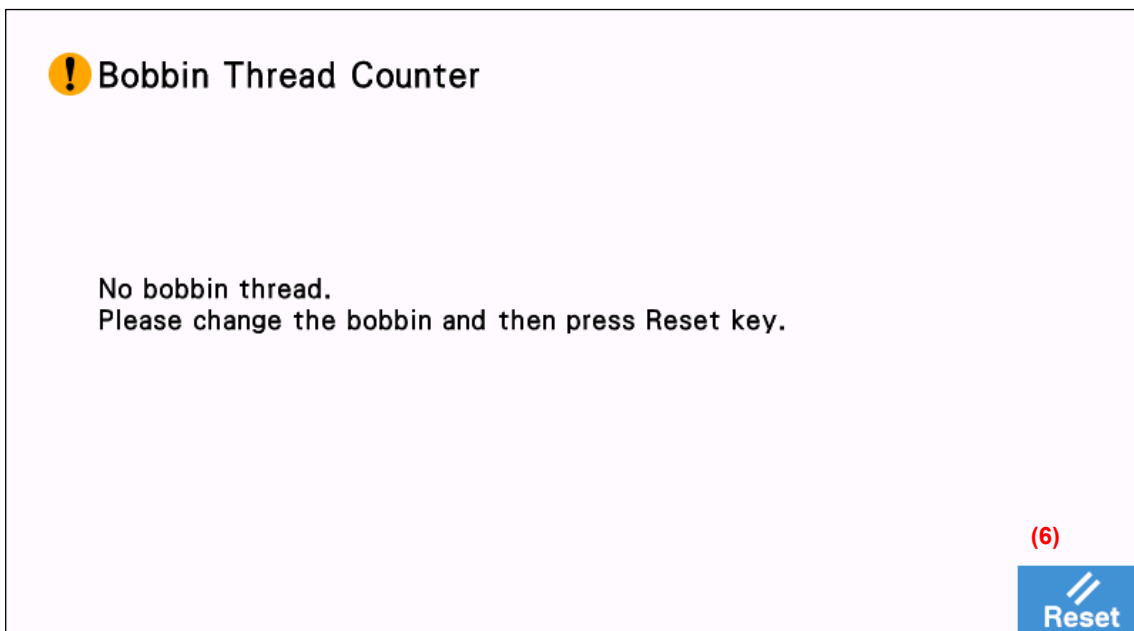 ! Bobbin Thread Counter
No bobbin thread.
Please change the bobbin and then press Reset key.
(6)
Reset